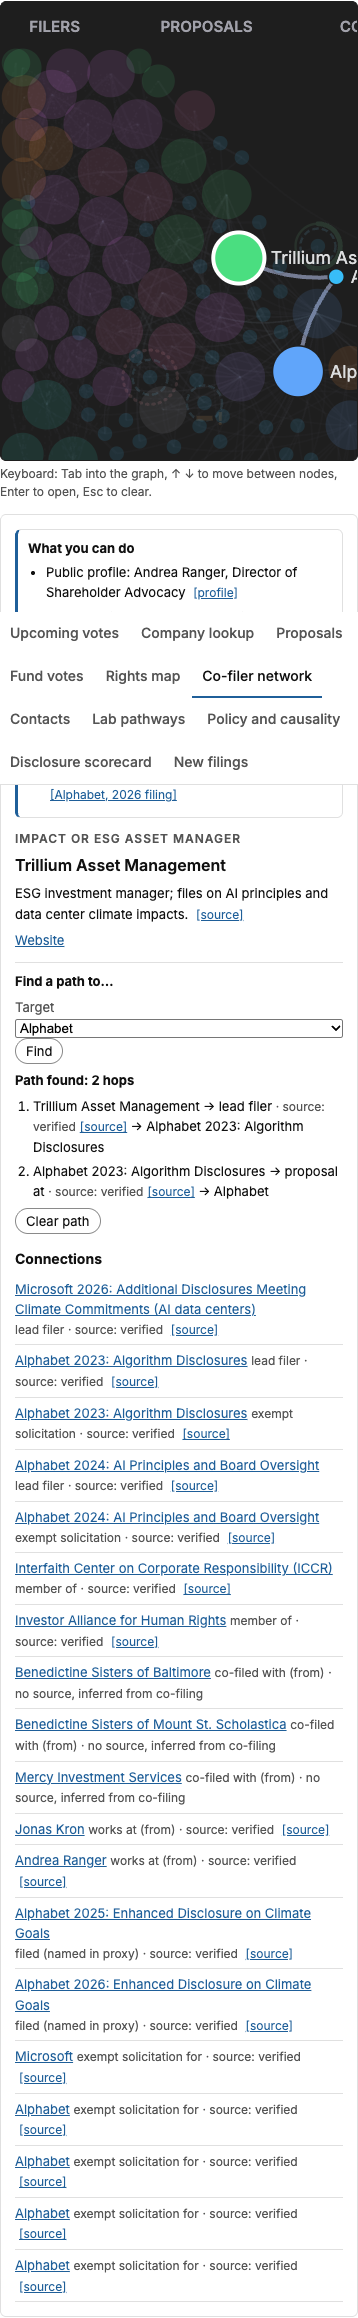 FILERS PROPOSALS
Trillium As
Alp
Keyboard: Tab into the graph, ↑ ↓ to move between nodes,
Enter to open, Esc to clear.
What you can do
• Public profile: Andrea Ranger, Director of
Shareholder Advocacy [profile]
Upcoming votes Company lookup Proposals
Fund votes Rights map Co-filer network
Contacts Lab pathways Policy and causality
Disclosure scorecard New filings
[Alphabet, 2026 filing]
IMPACT OR ESG ASSET MANAGER
Trillium Asset Management
ESG investment manager; files on AI principles and
data center climate impacts. [source]
Website
Find a path to...
Target
Alphabet
Find
Path found: 2 hops
1. Trillium Asset Management → lead filer · source:
verified [source] → Alphabet 2023: Algorithm
Disclosures
2. Alphabet 2023: Algorithm Disclosures → proposal
at · source: verified [source] → Alphabet
Clear path
Connections
Microsoft 2026: Additional Disclosures Meeting
Climate Commitments (AI data centers)
lead filer · source: verified [source]
Alphabet 2023: Algorithm Disclosures lead filer ·
source: verified [source]
Alphabet 2023: Algorithm Disclosures exempt
solicitation · source: verified [source]
Alphabet 2024: AI Principles and Board Oversight
lead filer · source: verified [source]
Alphabet 2024: AI Principles and Board Oversight
exempt solicitation · source: verified [source]
Interfaith Center on Corporate Responsibility (ICCR)
member of · source: verified [source]
Investor Alliance for Human Rights member of ·
source: verified [source]
Benedictine Sisters of Baltimore co-filed with (from) ·
no source, inferred from co-filing
Benedictine Sisters of Mount St. Scholastica co-filed
with (from) · no source, inferred from co-filing
Mercy Investment Services co-filed with (from) · no
source, inferred from co-filing
Jonas Kron works at (from) · source: verified [source]
Andrea Ranger works at (from) · source: verified
[source]
Alphabet 2025: Enhanced Disclosure on Climate
Goals
filed (named in proxy) · source: verified [source]
Alphabet 2026: Enhanced Disclosure on Climate
Goals
filed (named in proxy) · source: verified [source]
Microsoft exempt solicitation for · source: verified
[source]
Alphabet exempt solicitation for · source: verified
[source]
Alphabet exempt solicitation for · source: verified
[source]
Alphabet exempt solicitation for · source: verified
[source]
Alphabet exempt solicitation for · source: verified
[source]